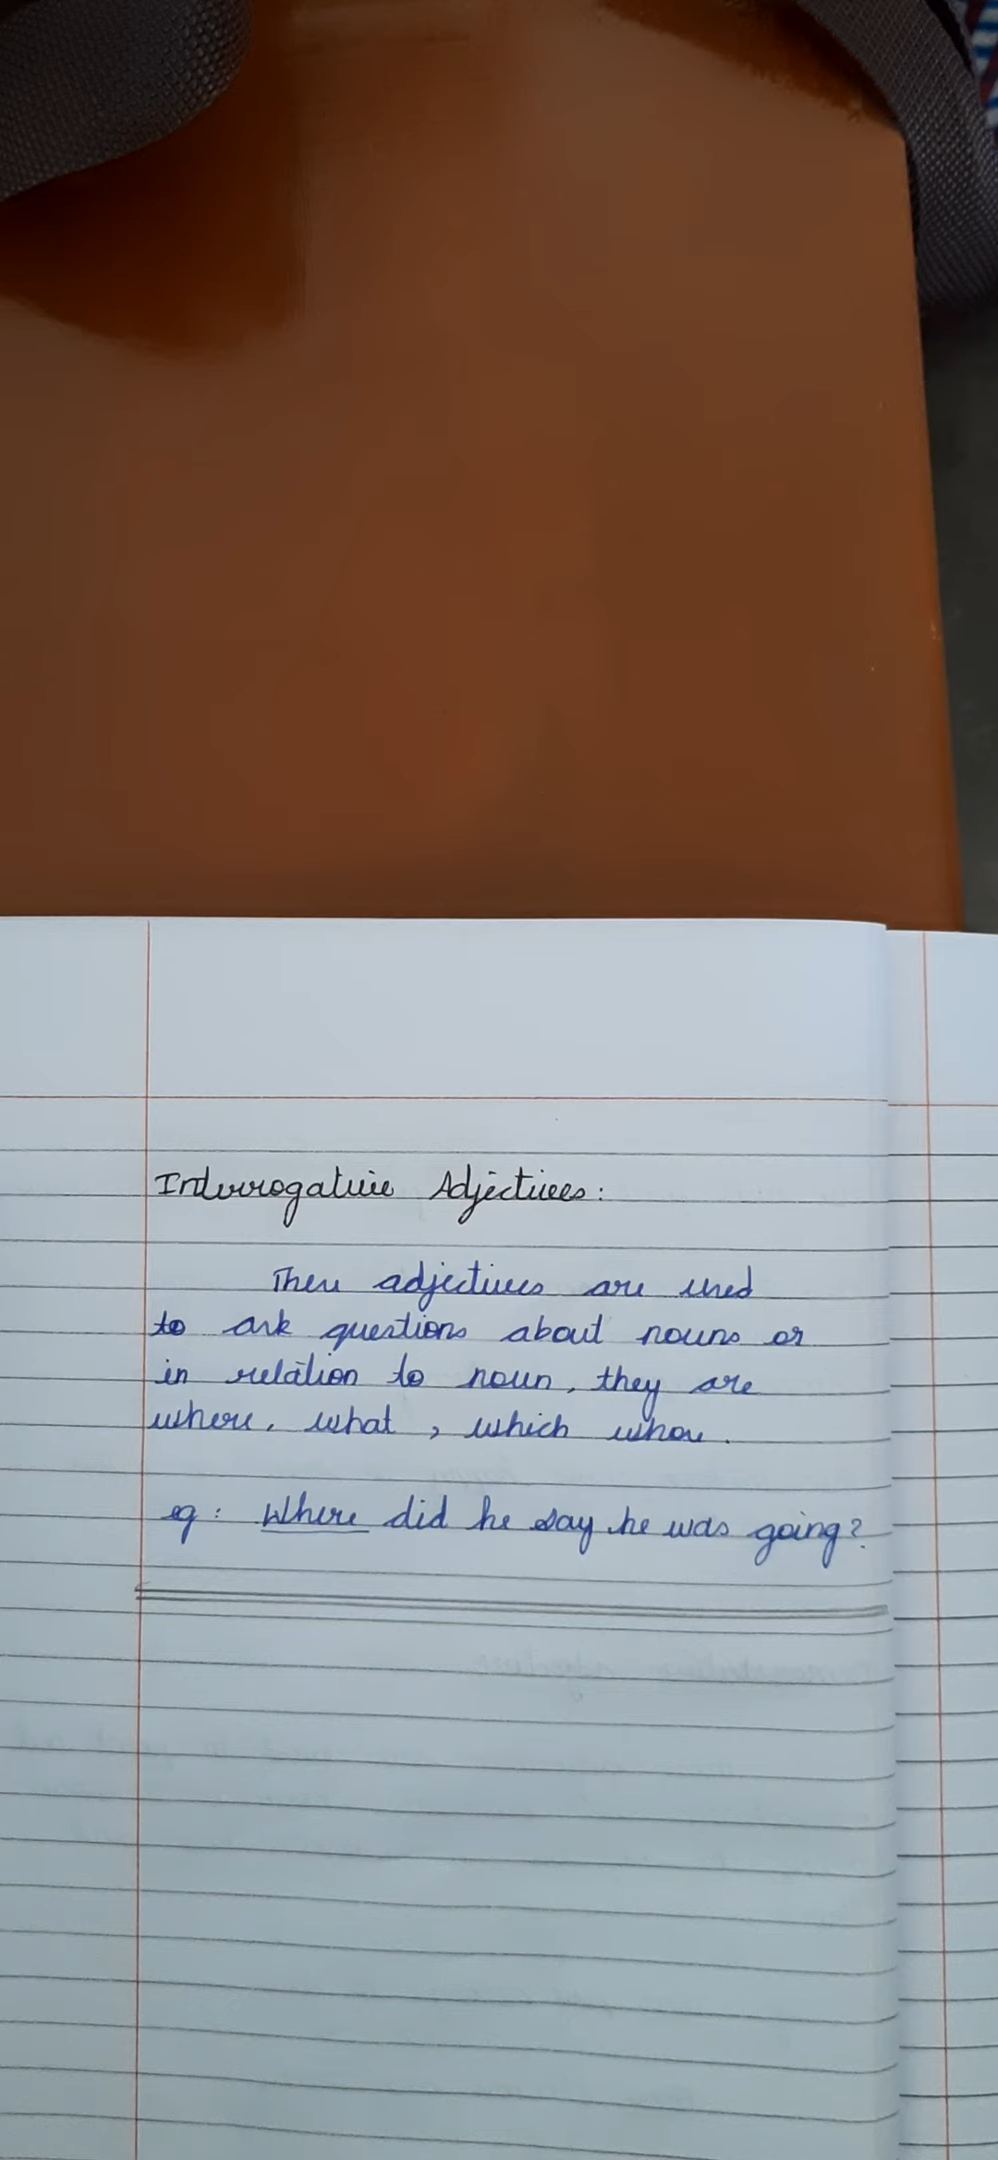 Interrogative Adjectives:
These adjectives are used
to ask questions about nouns or
in relation to noun, they are
where, what, which whose.
eg: Where did he say he was going?